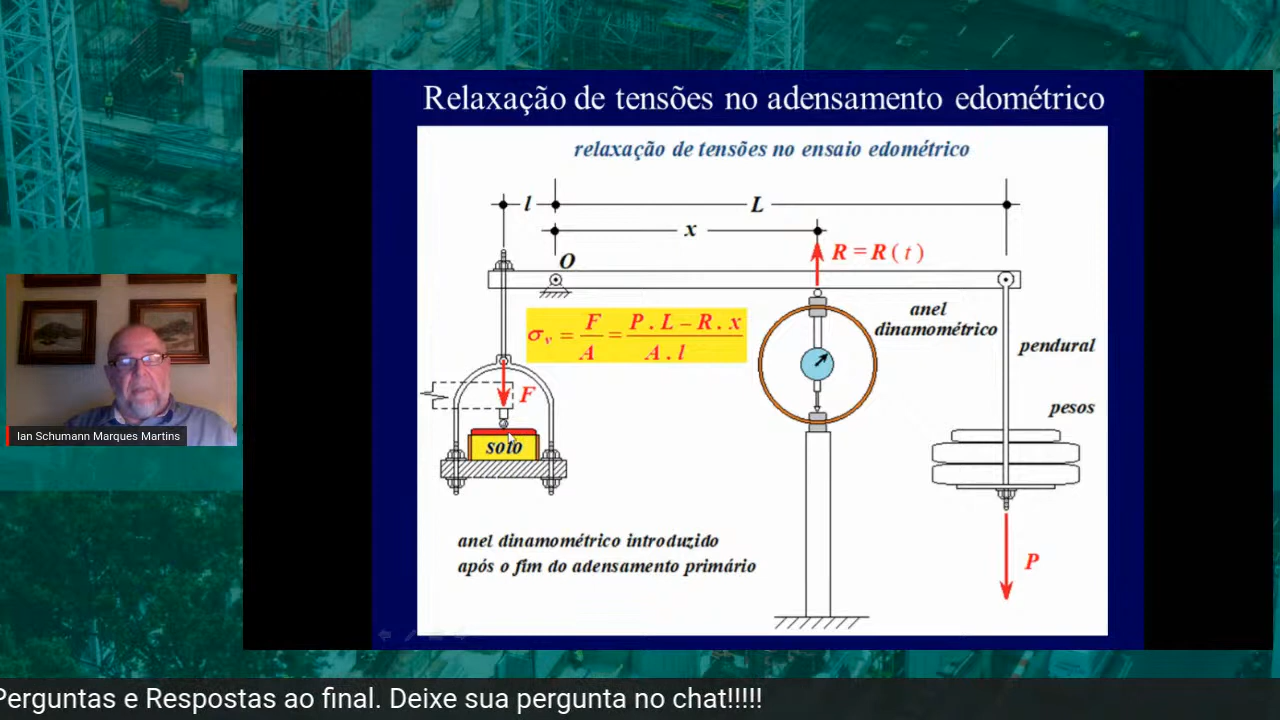 Relaxação de tensões no adensamento edométrico
relaxação de tensões no ensaio edométrico
l
L
x
O
R = R ( t )
σv = F / A = P . L – R . x / A . l
anel
dinamométrico
pendural
F
pesos
solo
anel dinamométrico introduzido
após o fim do adensamento primário
P
Ian Schumann Marques Martins
Perguntas e Respostas ao final. Deixe sua pergunta no chat!!!!!